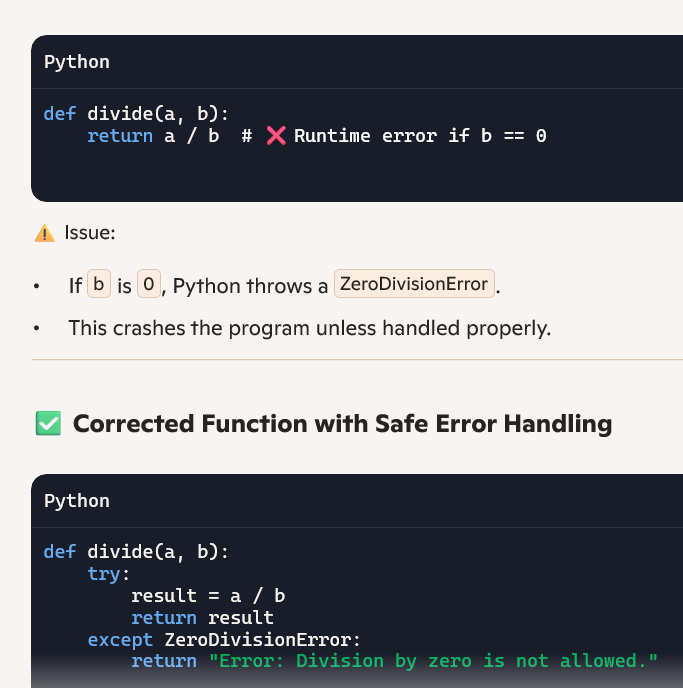 Python
def divide(a, b):
    return a / b  # ❌ Runtime error if b == 0
⚠️ Issue:
• If b is 0, Python throws a ZeroDivisionError.
• This crashes the program unless handled properly.
✅ Corrected Function with Safe Error Handling
Python
def divide(a, b):
    try:
        result = a / b
        return result
    except ZeroDivisionError:
        return "Error: Division by zero is not allowed."